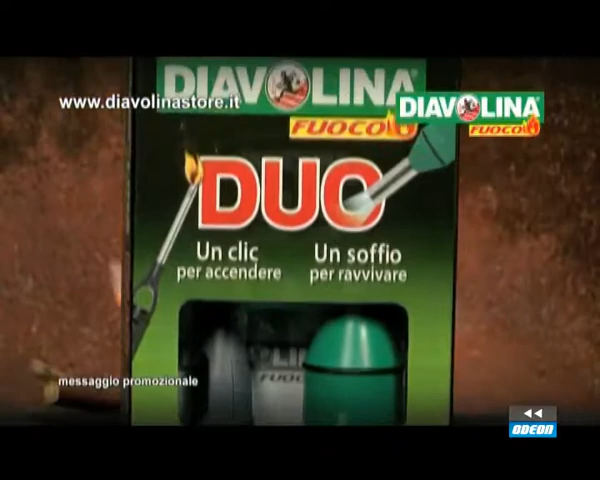 DIAVOLINA
www.diavolinastore.it
DIAVOLINA
FUOCO
FUOCO
DUO
Un clic
per accendere
Un soffio
per ravvivare
FUOCO
messaggio promozionale
ODEON